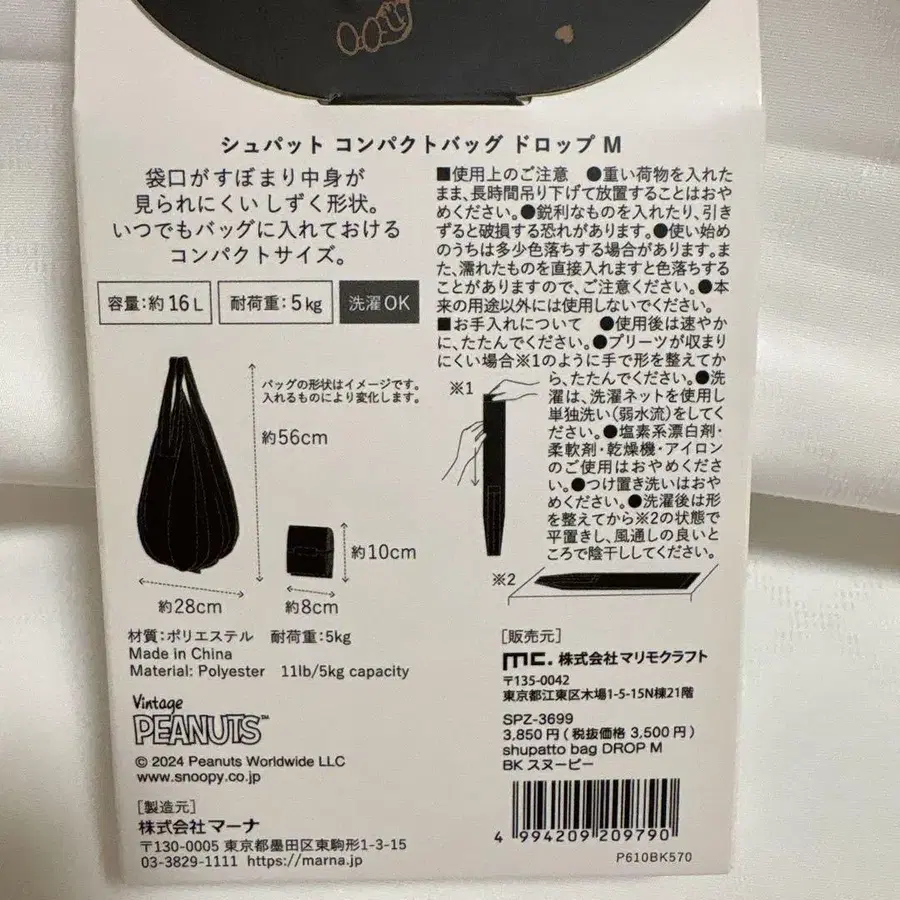 シュパット コンパクトバッグ ドロップ M
袋口がすぼまり中身が
見られにくいしずく形状。
いつでもバッグに入れておける
コンパクトサイズ。
容量:約16L
耐荷重:5kg
洗濯OK
バッグの形状はイメージです。
入れるものにより変化します。
約56cm
約10cm
約28cm
約8cm
材質:ポリエステル 耐荷重:5kg
Made in China
Material: Polyester 11lb/5kg capacity
Vintage
PEANUTS™
© 2024 Peanuts Worldwide LLC
www.snoopy.co.jp
[製造元]
株式会社マーナ
〒130-0005 東京都墨田区東駒形1-3-15
03-3829-1111 https://marna.jp
■使用上のご注意 ●重い荷物を入れた
まま、長時間吊り下げて放置することはおや
めください。●鋭利なものを入れたり、引き
ずると破損する恐れがあります。●使い始め
のうちは多少色落ちする場合があります。ま
た、濡れたものを直接入れますと色落ちする
ことがありますので、ご注意ください。●本
来の用途以外には使用しないでください。
■お手入れについて ●使用後は速やか
に、たたんでください。●プリーツが収まり
にくい場合※1のように手で形を整えてか
ら、たたんでください。●洗
濯は、洗濯ネットを使用し
単独洗い(弱水流)をしてく
ださい。●塩素系漂白剤・
柔軟剤・乾燥機・アイロン
のご使用はおやめくださ
い。●つけ置き洗いはおや
めください。●洗濯後は形
を整えてから※2の状態で
平置きし、風通しの良いと
ころで陰干ししてください。
※1
※2
[販売元]
mc. 株式会社マリモクラフト
〒135-0042
東京都江東区木場1-5-15N棟21階
SPZ-3699
3,850円(税抜価格 3,500円)
shupatto bag DROP M
BK スヌーピー
4 994209 209790
P610BK570